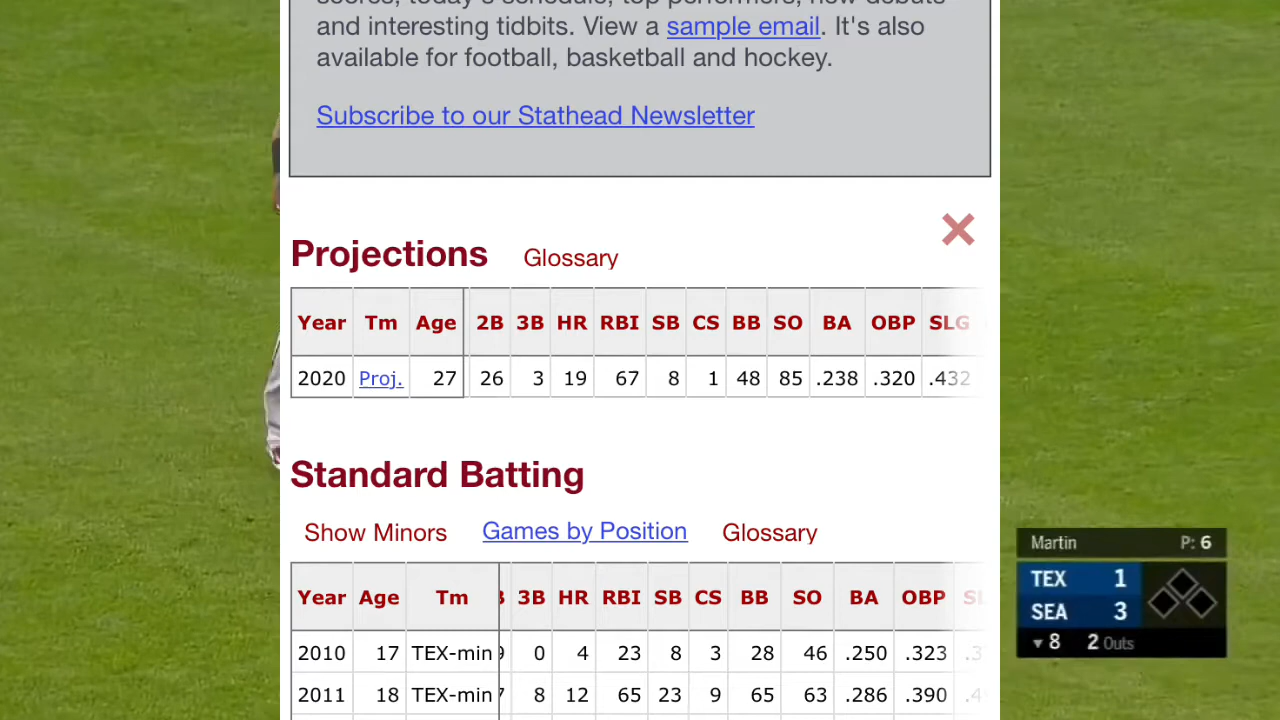 and interesting tidbits. View a sample email. It's also
available for football, basketball and hockey.
Subscribe to our Stathead Newsletter
Projections Glossary
Year Tm Age 2B 3B HR RBI SB CS BB SO BA OBP SLG
2020 Proj. 27 26 3 19 67 8 1 48 85 .238 .320 .432
Standard Batting
Show Minors Games by Position Glossary
Year Age Tm 3B HR RBI SB CS BB SO BA OBP
2010 17 TEX-min 0 4 23 8 3 28 46 .250 .323
2011 18 TEX-min 8 12 65 23 9 65 63 .286 .390
Martin P: 6
TEX 1
SEA 3
▼ 8 2 Outs